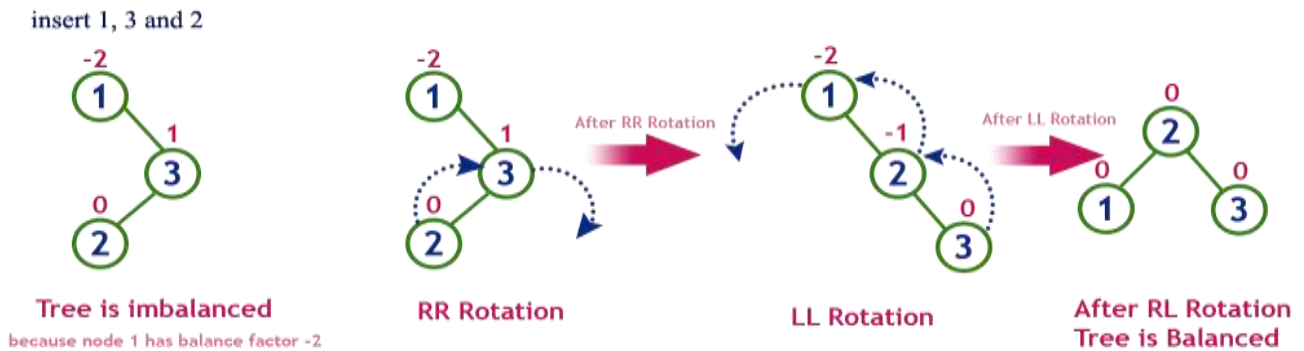 insert 1, 3 and 2
-2
1
1
3
0
2
Tree is imbalanced
because node 1 has balance factor -2
-2
1
1
3
0
2
RR Rotation
After RR Rotation
-2
1
-1
2
0
3
LL Rotation
After LL Rotation
0
2
0
1
0
3
After RL Rotation
Tree is Balanced